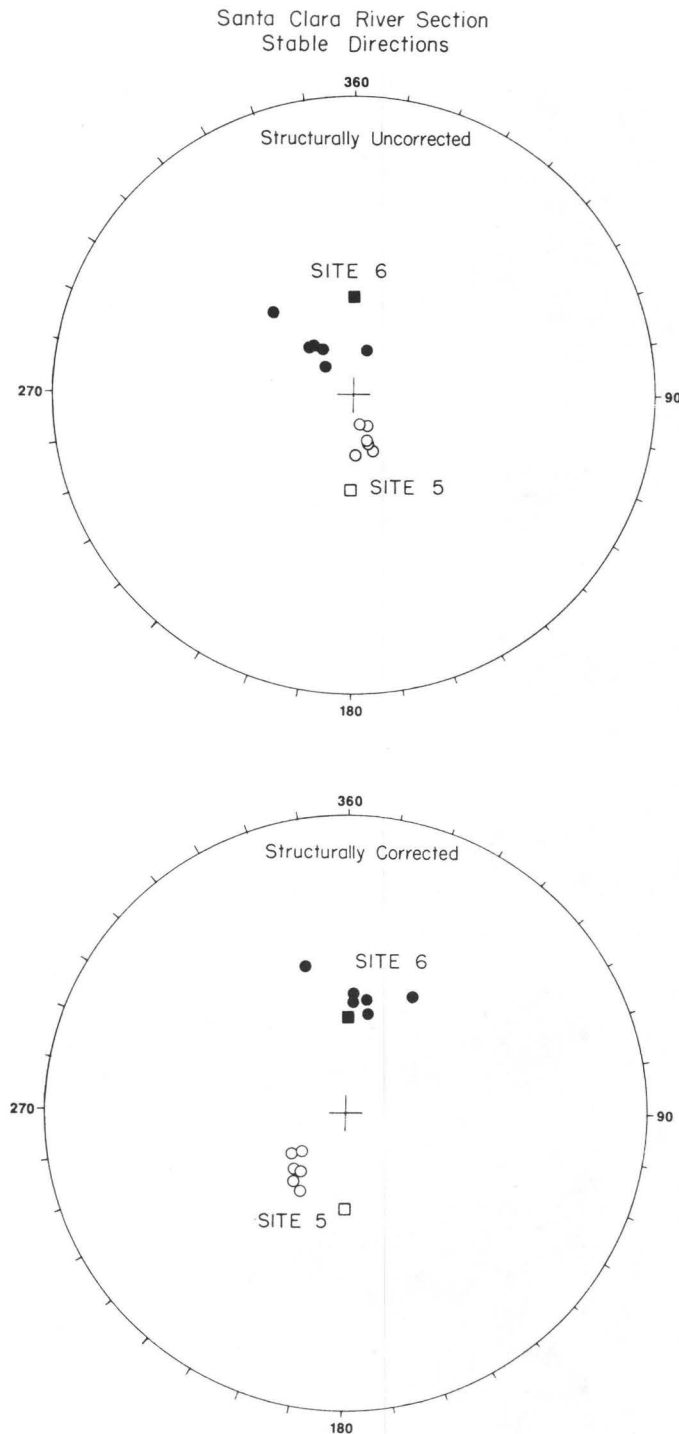 Santa Clara River Section
Stable Directions
360
Structurally Uncorrected
SITE 6
270
90
SITE 5
180
360
Structurally Corrected
SITE 6
270
90
SITE 5
180